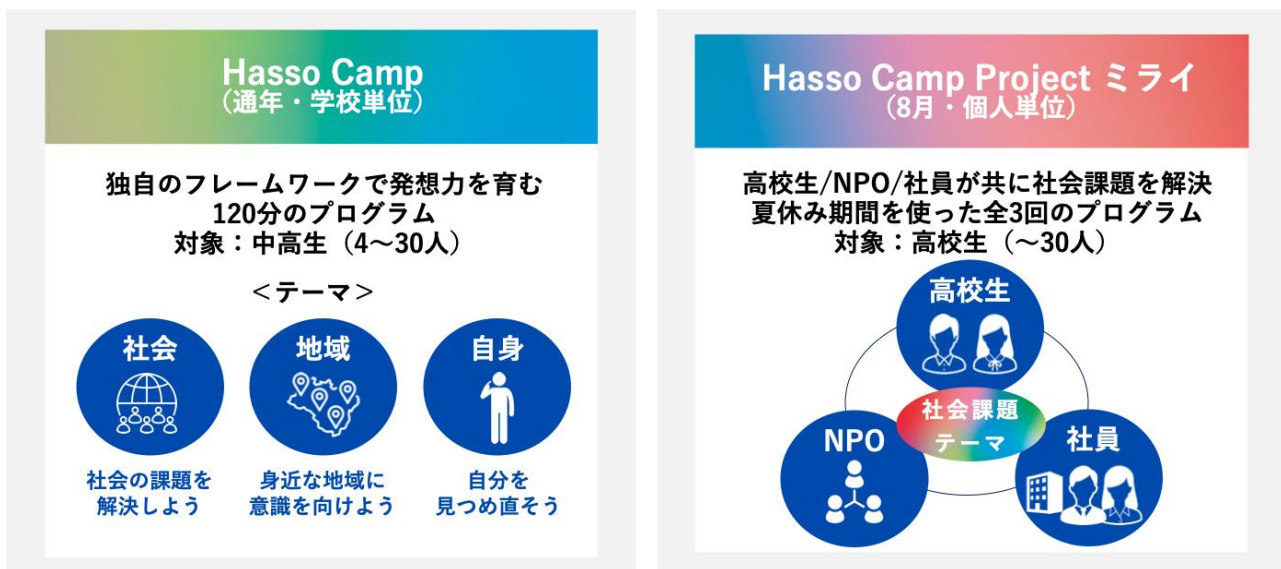 Hasso Camp
（通年・学校単位）
独自のフレームワークで発想力を育む
120分のプログラム
対象：中高生（4～30人）
＜テーマ＞
社会
地域
自身
社会の課題を
解決しよう
身近な地域に
意識を向けよう
自分を
見つめ直そう
Hasso Camp Project ミライ
（8月・個人単位）
高校生/NPO/社員が共に社会課題を解決
夏休み期間を使った全3回のプログラム
対象：高校生（～30人）
高校生
社会課題
テーマ
NPO
社員